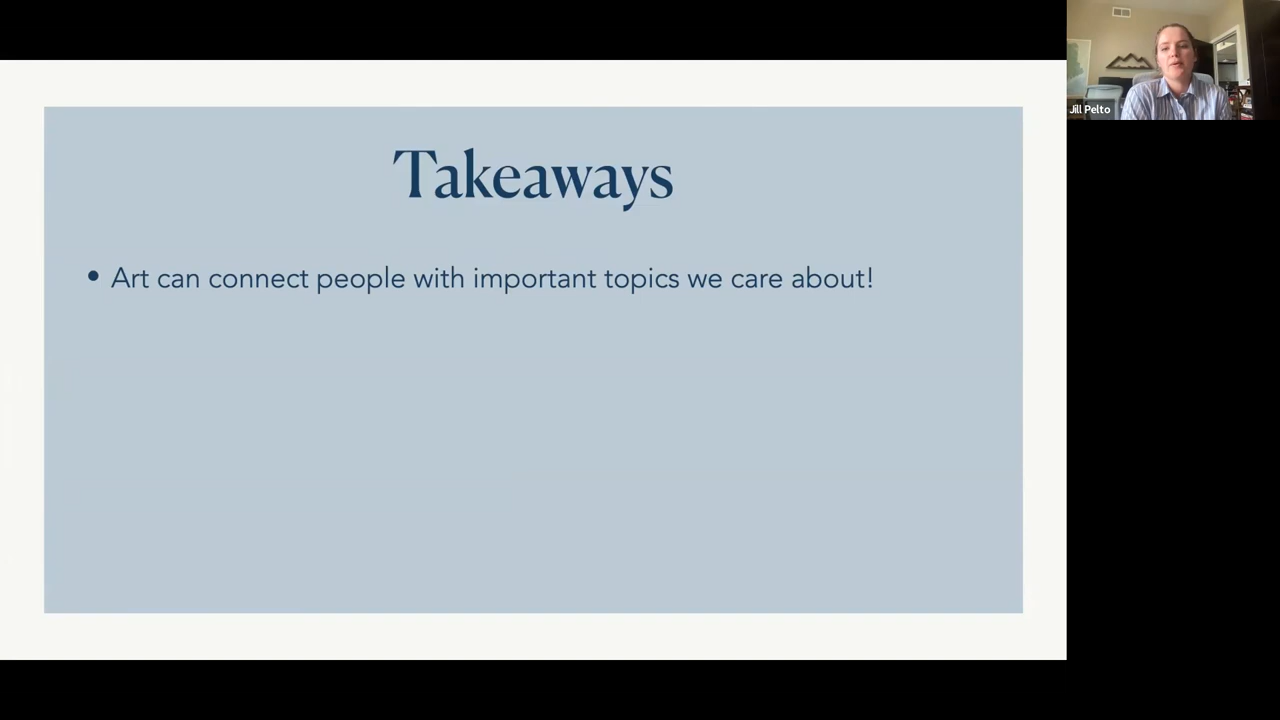 Takeaways
• Art can connect people with important topics we care about!
Jill Pelto